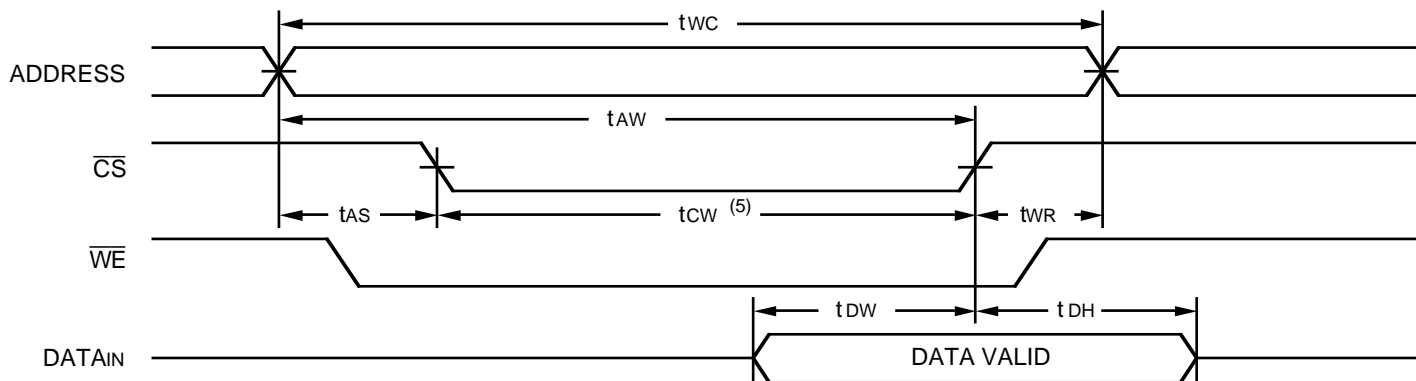 tWC
ADDRESS
tAW
CS
tAS
tCW (5)
tWR
WE
tDW
tDH
DATAIN
DATA VALID